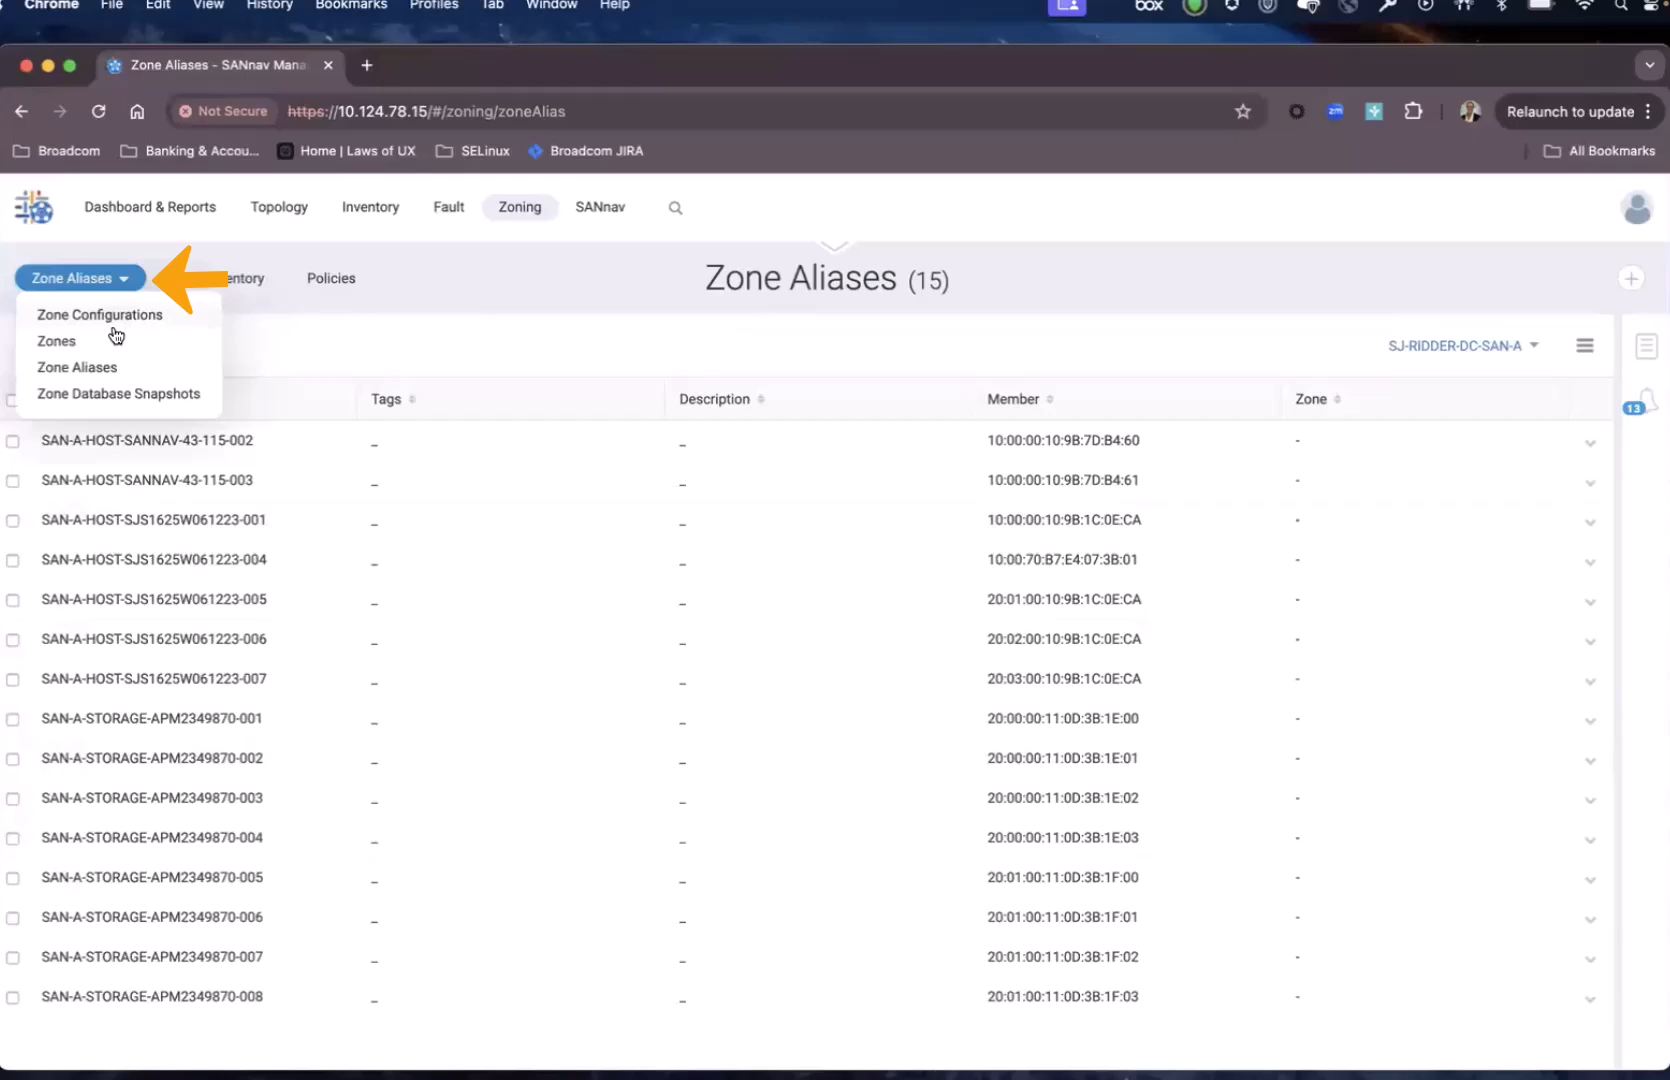 Chrome File Edit View History Bookmarks Profiles Tab Window Help box
Zone Aliases - SANnav Mana
Not Secure https://10.124.78.15/#/zoning/zoneAlias zm Relaunch to update
Broadcom Banking & Accou... Home | Laws of UX SELinux Broadcom JIRA All Bookmarks
Dashboard & Reports Topology Inventory Fault Zoning SANnav
Zone Aliases entory Policies Zone Aliases (15)
Zone Configurations
Zones
Zone Aliases
Zone Database Snapshots
SJ-RIDDER-DC-SAN-A
Tags Description Member Zone
13
SAN-A-HOST-SANNAV-43-115-002 _ _ 10:00:00:10:9B:7D:B4:60 -
SAN-A-HOST-SANNAV-43-115-003 _ _ 10:00:00:10:9B:7D:B4:61 -
SAN-A-HOST-SJS1625W061223-001 _ _ 10:00:00:10:9B:1C:0E:CA -
SAN-A-HOST-SJS1625W061223-004 _ _ 10:00:70:B7:E4:07:3B:01 -
SAN-A-HOST-SJS1625W061223-005 _ _ 20:01:00:10:9B:1C:0E:CA -
SAN-A-HOST-SJS1625W061223-006 _ _ 20:02:00:10:9B:1C:0E:CA -
SAN-A-HOST-SJS1625W061223-007 _ _ 20:03:00:10:9B:1C:0E:CA -
SAN-A-STORAGE-APM2349870-001 _ _ 20:00:00:11:0D:3B:1E:00 -
SAN-A-STORAGE-APM2349870-002 _ _ 20:00:00:11:0D:3B:1E:01 -
SAN-A-STORAGE-APM2349870-003 _ _ 20:00:00:11:0D:3B:1E:02 -
SAN-A-STORAGE-APM2349870-004 _ _ 20:00:00:11:0D:3B:1E:03 -
SAN-A-STORAGE-APM2349870-005 _ _ 20:01:00:11:0D:3B:1F:00 -
SAN-A-STORAGE-APM2349870-006 _ _ 20:01:00:11:0D:3B:1F:01 -
SAN-A-STORAGE-APM2349870-007 _ _ 20:01:00:11:0D:3B:1F:02 -
SAN-A-STORAGE-APM2349870-008 _ _ 20:01:00:11:0D:3B:1F:03 -